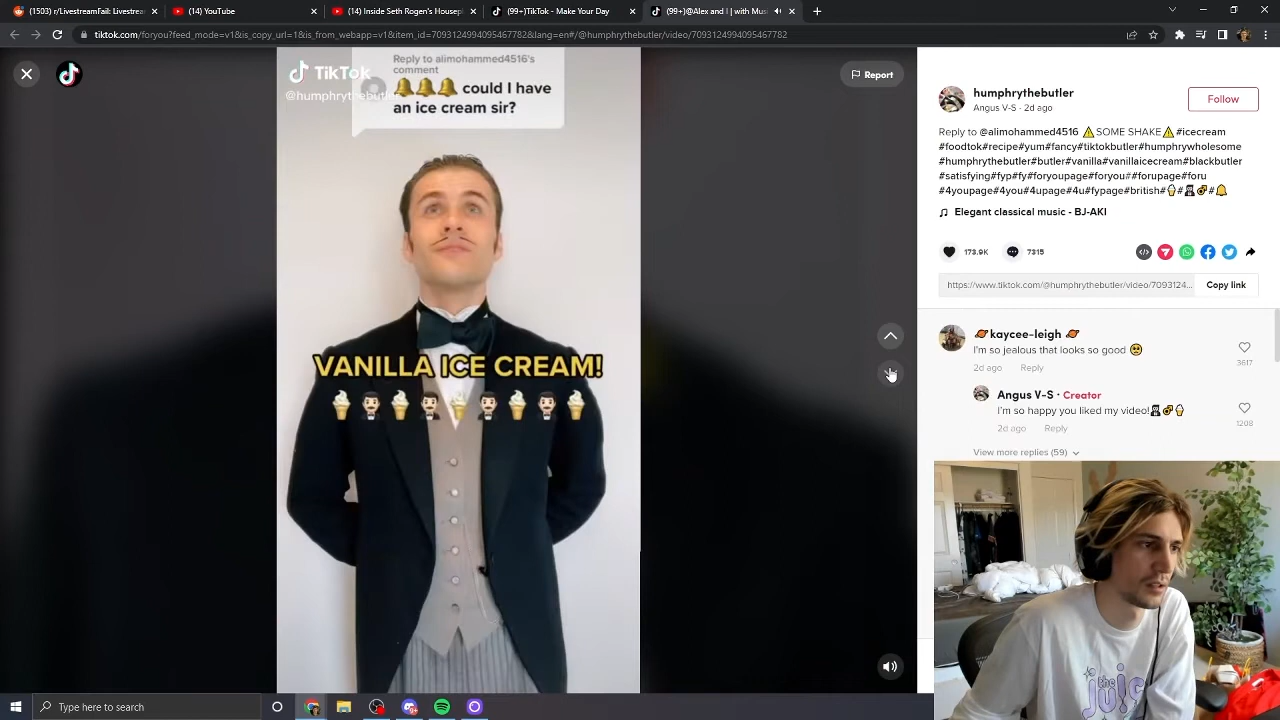 (1503) r/LivestreamFail: Livestrea
(14) YouTube
(14) Inside Seth Rogen's House
(99+)TikTok - Make Your Day
(99+)@Alex and I | with Mus
tiktok.com/foryou?feed_mode=v1&is_copy_url=1&is_from_webapp=v1&item_id=7093124994095467782&lang=en#/@humphrythebutler/video/7093124994095467782
TikTok
@humphrythebutler
Reply to alimohammed4516's
comment
🔔🔔🔔 could I have
an ice cream sir?
VANILLA ICE CREAM!
Report
humphrythebutler
Angus V-S · 2d ago
Follow
Reply to @alimohammed4516 ⚠SOME SHAKE⚠#icecream
#foodtok#recipe#yum#fancy#tiktokbutler#humphrywholesome
#humphrythebutler#butler#vanilla#vanillaicecream#blackbutler
#satisfying#fyp#fy#foryoupage#foryou#forupage#foru
#4youpage#4you#4upage#4u#fypage#british#🍦#🤵🏻‍♂#🔔
Elegant classical music - BJ-AKI
173.9K
7315
https://www.tiktok.com/@humphrythebutler/video/7093124...
Copy link
🪐kaycee-leigh 🪐
I'm so jealous that looks so good 🥺
2d ago Reply
3617
Angus V-S · Creator
I'm so happy you liked my video!🤵🏻‍♂🍦
2d ago Reply
1208
View more replies (59)
Type here to search